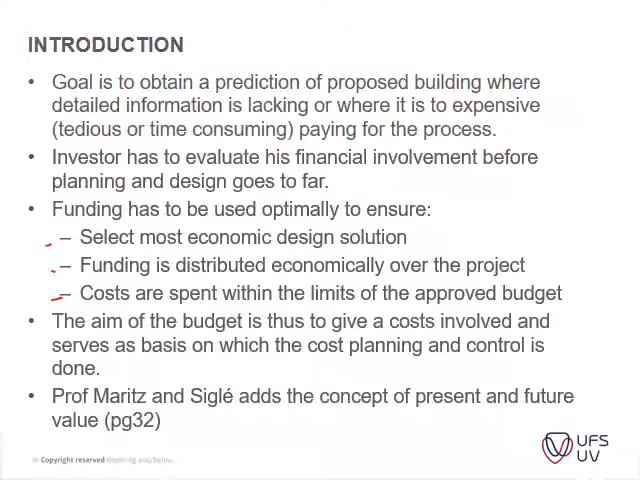 INTRODUCTION
• Goal is to obtain a prediction of proposed building where
detailed information is lacking or where it is to expensive
(tedious or time consuming) paying for the process.
• Investor has to evaluate his financial involvement before
planning and design goes to far.
• Funding has to be used optimally to ensure:
– Select most economic design solution
– Funding is distributed economically over the project
– Costs are spent within the limits of the approved budget
• The aim of the budget is thus to give a costs involved and
serves as basis on which the cost planning and control is
done.
• Prof Maritz and Siglé adds the concept of present and future
value (pg32)
Copyright reserved
UFS
UV